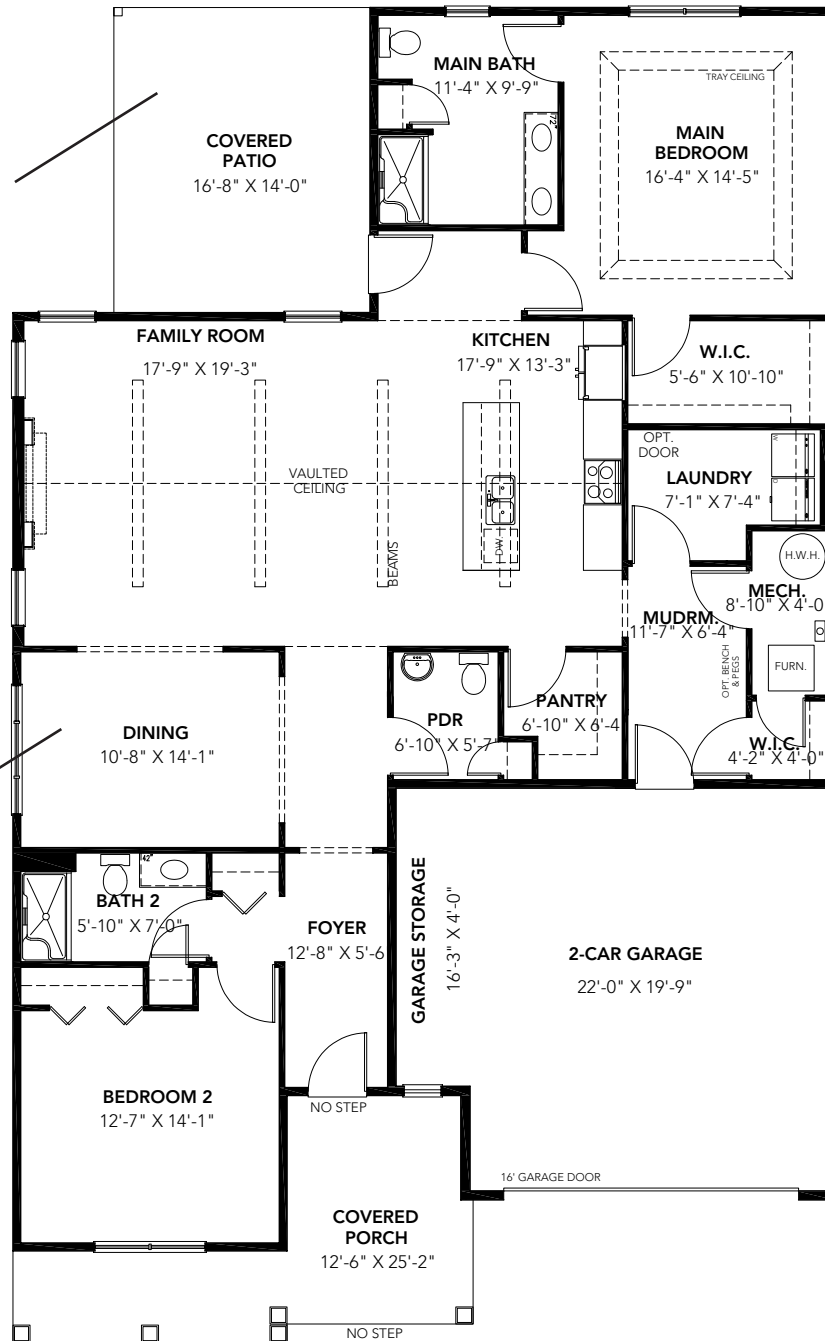 MAIN BATH
11'-4" X 9'-9"
72"
TRAY CEILING
MAIN
BEDROOM
16'-4" X 14'-5"
COVERED
PATIO
16'-8" X 14'-0"
FAMILY ROOM
17'-9" X 19'-3"
KITCHEN
17'-9" X 13'-3"
W.I.C.
5'-6" X 10'-10"
VAULTED
CEILING
BEAMS
DW
OPT.
DOOR
LAUNDRY
7'-1" X 7'-4"
H.W.H.
MECH.
8'-10" X 4'-0
MUDRM.
11'-7" X 6'-4"
OPT. BENCH
& PEGS
FURN.
W.I.C.
4'-2" X 4'-0"
PDR
6'-10" X 5'-7"
PANTRY
6'-10" X 6'-4
DINING
10'-8" X 14'-1"
42"
BATH 2
5'-10" X 7'-0"
FOYER
12'-8" X 5'-6
GARAGE STORAGE
16'-3" X 4'-0"
2-CAR GARAGE
22'-0" X 19'-9"
BEDROOM 2
12'-7" X 14'-1"
NO STEP
16' GARAGE DOOR
COVERED
PORCH
12'-6" X 25'-2"
NO STEP